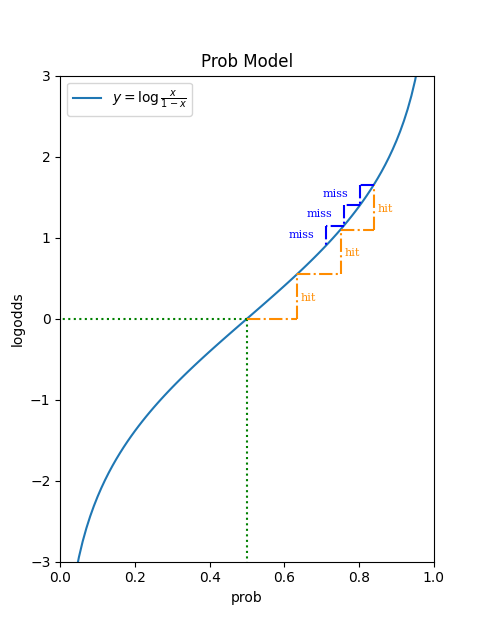 Prob Model
y = log x/(1−x)
3
2
1
0
−1
−2
−3
logodds
miss
miss
miss
hit
hit
hit
0.0 0.2 0.4 0.6 0.8 1.0
prob